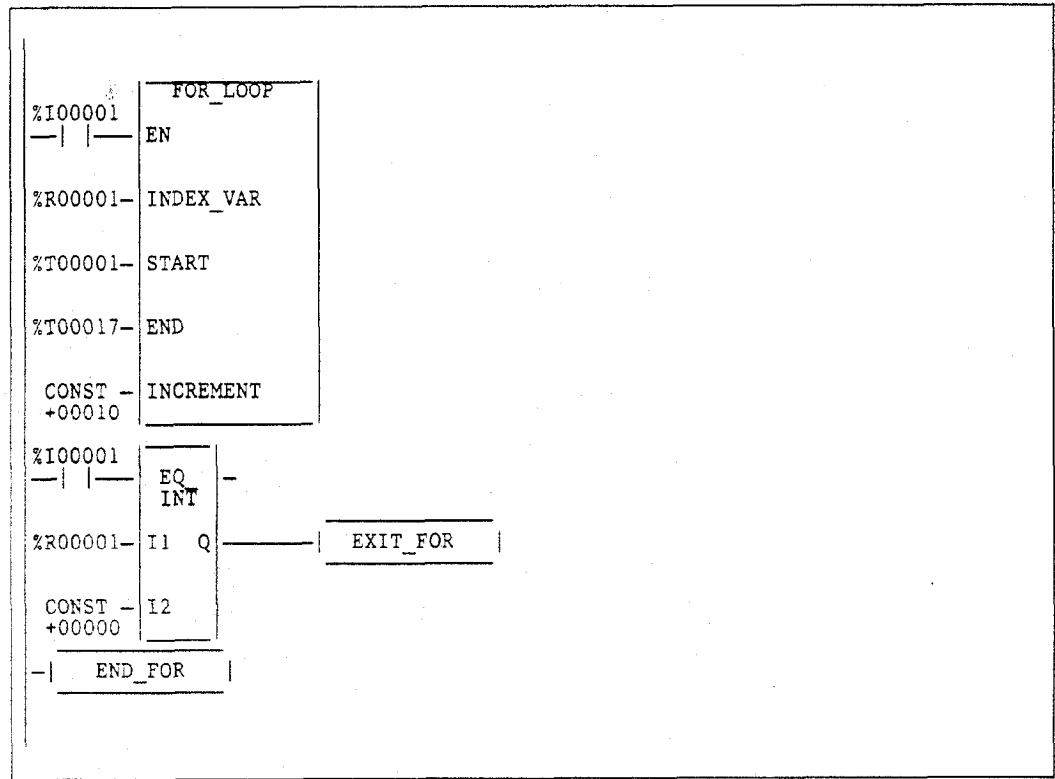 FOR_LOOP
%I00001
EN
%R00001- INDEX_VAR
%T00001- START
%T00017- END
CONST - INCREMENT
+00010
%I00001
EQ_
INT
%R00001- I1 Q EXIT_FOR
CONST - I2
+00000
END_FOR